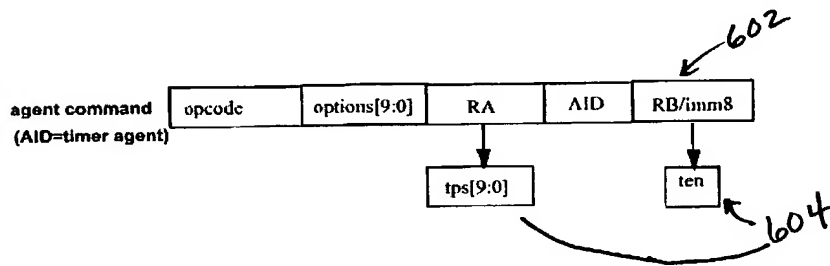 602
agent command
(AID=timer agent)
opcode
options[9:0]
RA
AID
RB/imm8
tps[9:0]
ten
604